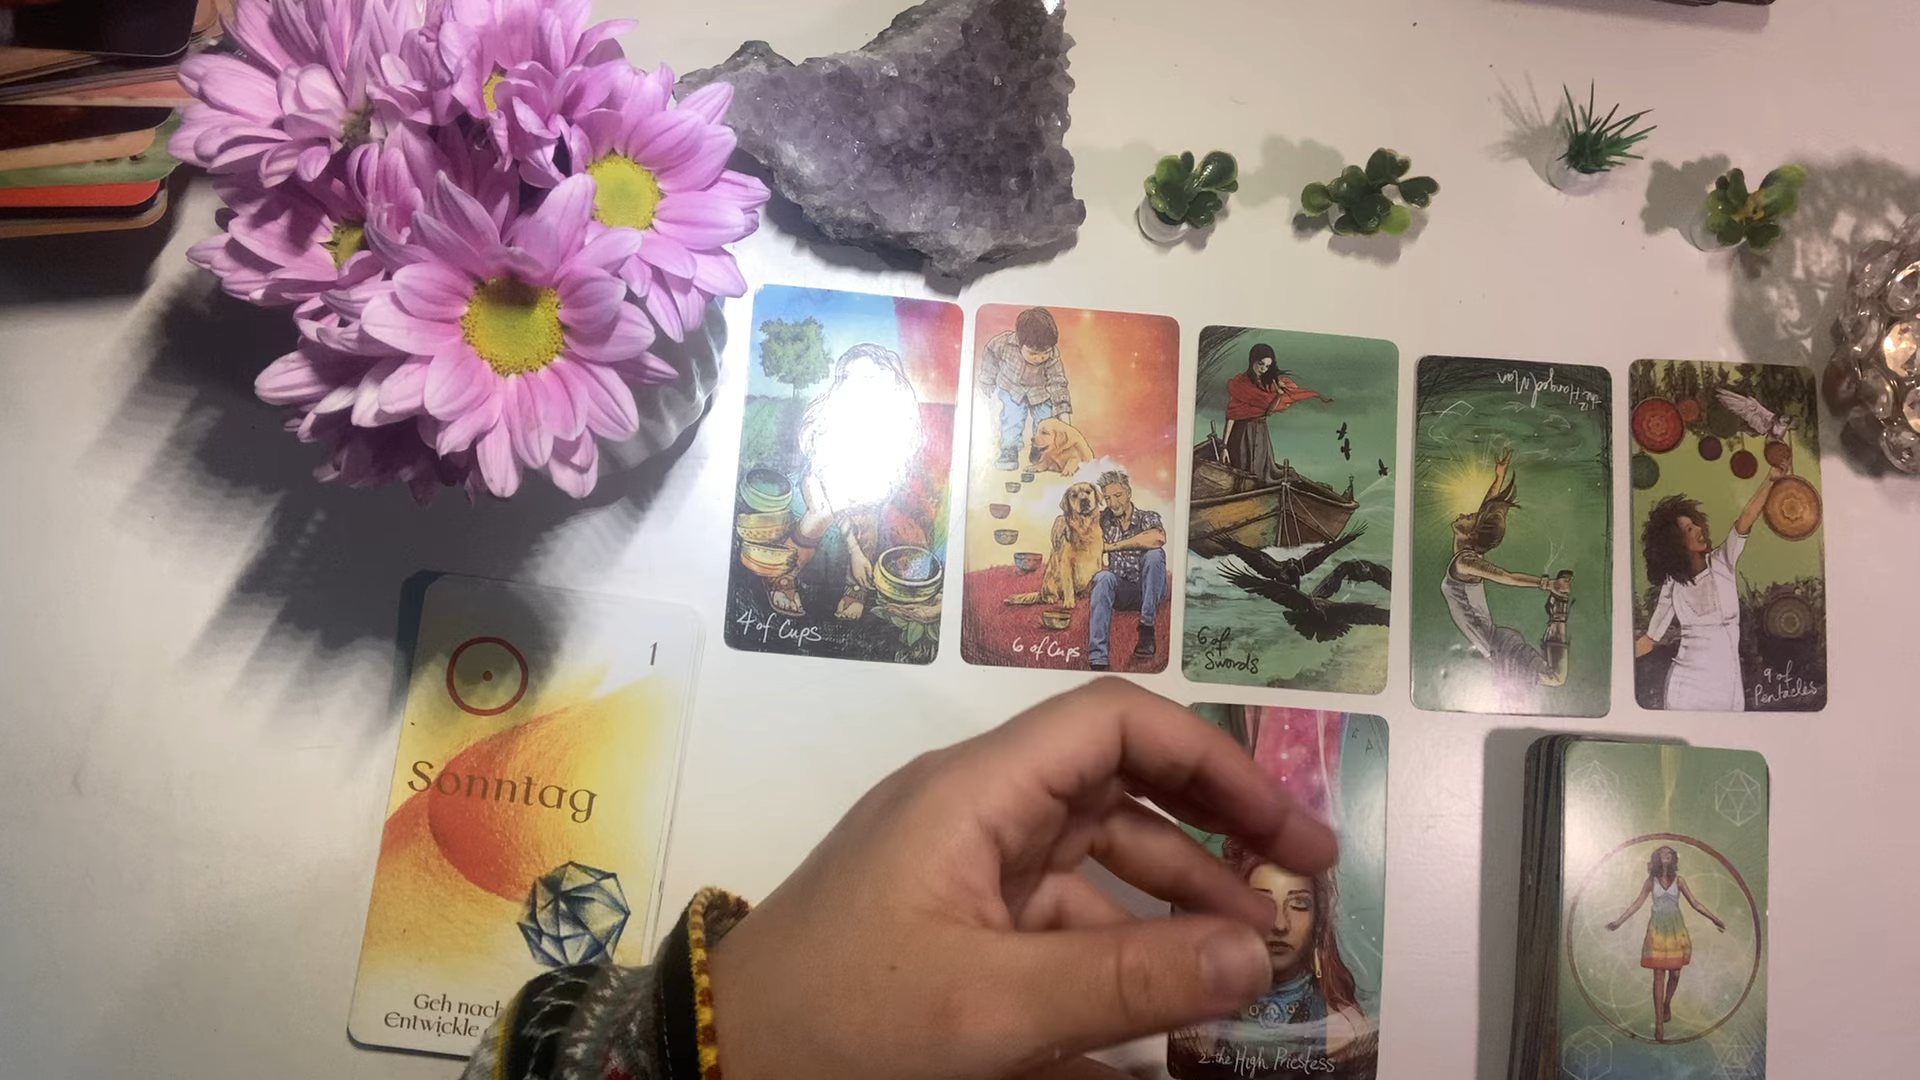 4 of Cups
6 of Cups
6 of
Swords
12
the Hanged Man
9 of
Pentacles
1
Sonntag
Geh nach
Entwickle
2. the High Priestess